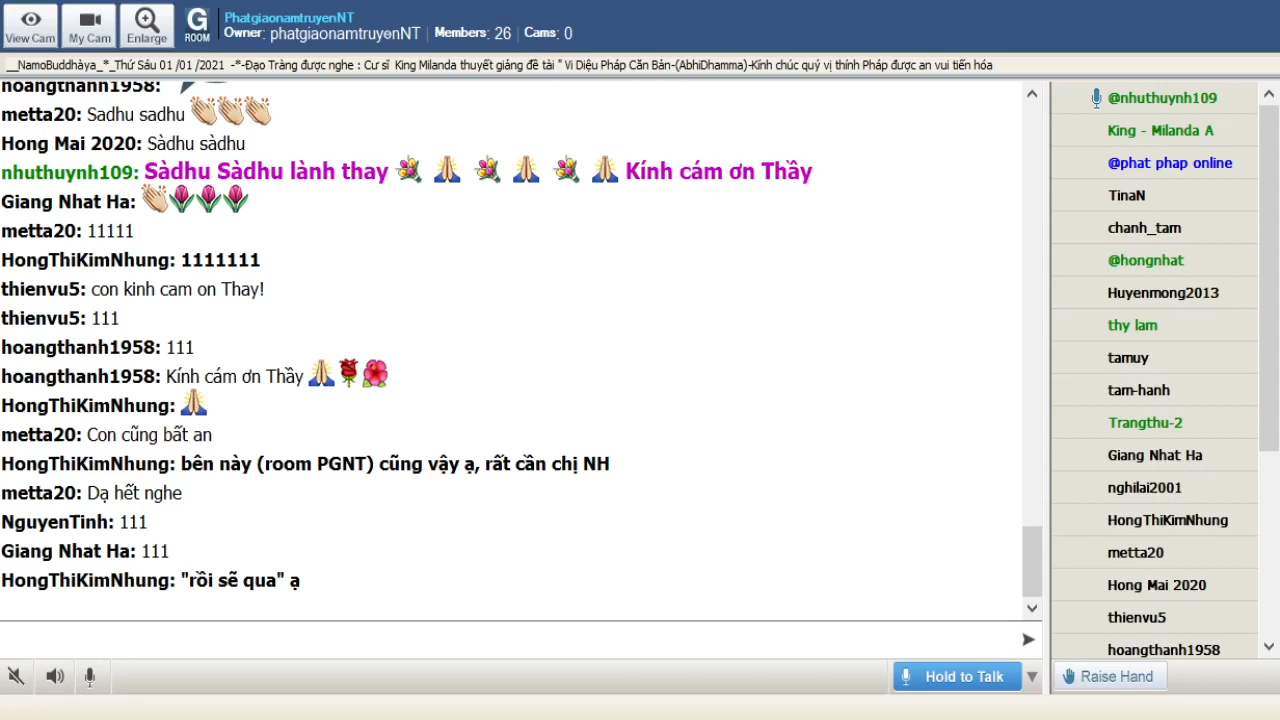 View Cam
My Cam
Enlarge
G
ROOM
PhatgiaonamtruyenNT
Owner: phatgiaonamtruyenNT | Members: 26 | Cams: 0
__NamoBuddhàya_*_Thứ Sáu 01 /01 /2021 -*-Đạo Tràng được nghe : Cư sĩ King Milanda thuyết giảng đề tài " Vi Diệu Pháp Căn Bản-(AbhiDhamma)-Kính chúc quý vị thính Pháp được an vui tiến hóa
hoangthanh1958:
metta20: Sadhu sadhu 👏👏👏
Hong Mai 2020: Sàdhu sàdhu
nhuthuynh109: Sàdhu Sàdhu lành thay 💐 🙏 💐 🙏 💐 🙏 Kính cám ơn Thầy
Giang Nhat Ha: 👏🌷🌷🌷
metta20: 11111
HongThiKimNhung: 1111111
thienvu5: con kinh cam on Thay!
thienvu5: 111
hoangthanh1958: 111
hoangthanh1958: Kính cám ơn Thầy 🙏🌹🌺
HongThiKimNhung: 🙏
metta20: Con cũng bất an
HongThiKimNhung: bên này (room PGNT) cũng vậy ạ, rất cần chị NH
metta20: Dạ hết nghe
NguyenTinh: 111
Giang Nhat Ha: 111
HongThiKimNhung: "rồi sẽ qua" ạ
@nhuthuynh109
King - Milanda A
@phat phap online
TinaN
chanh_tam
@hongnhat
Huyenmong2013
thy lam
tamuy
tam-hanh
Trangthu-2
Giang Nhat Ha
nghilai2001
HongThiKimNhung
metta20
Hong Mai 2020
thienvu5
hoangthanh1958
Hold to Talk
Raise Hand